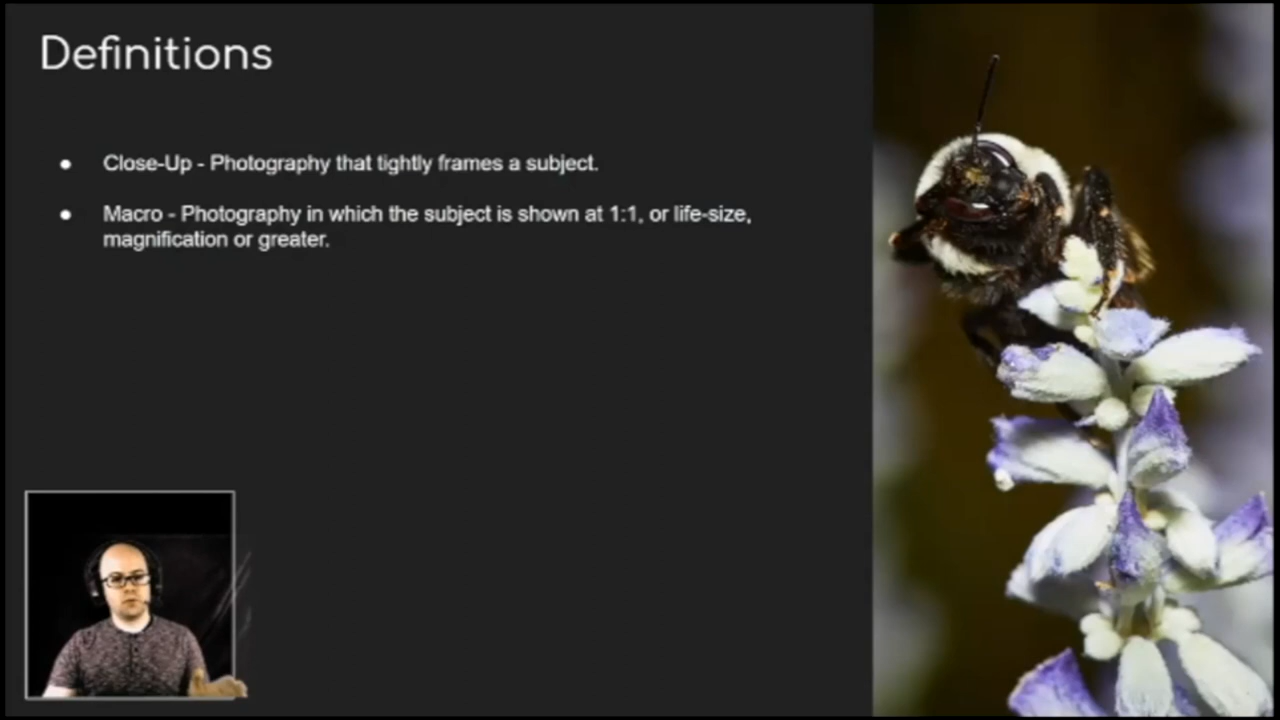 Definitions
● Close-Up - Photography that tightly frames a subject.
● Macro - Photography in which the subject is shown at 1:1, or life-size,
magnification or greater.